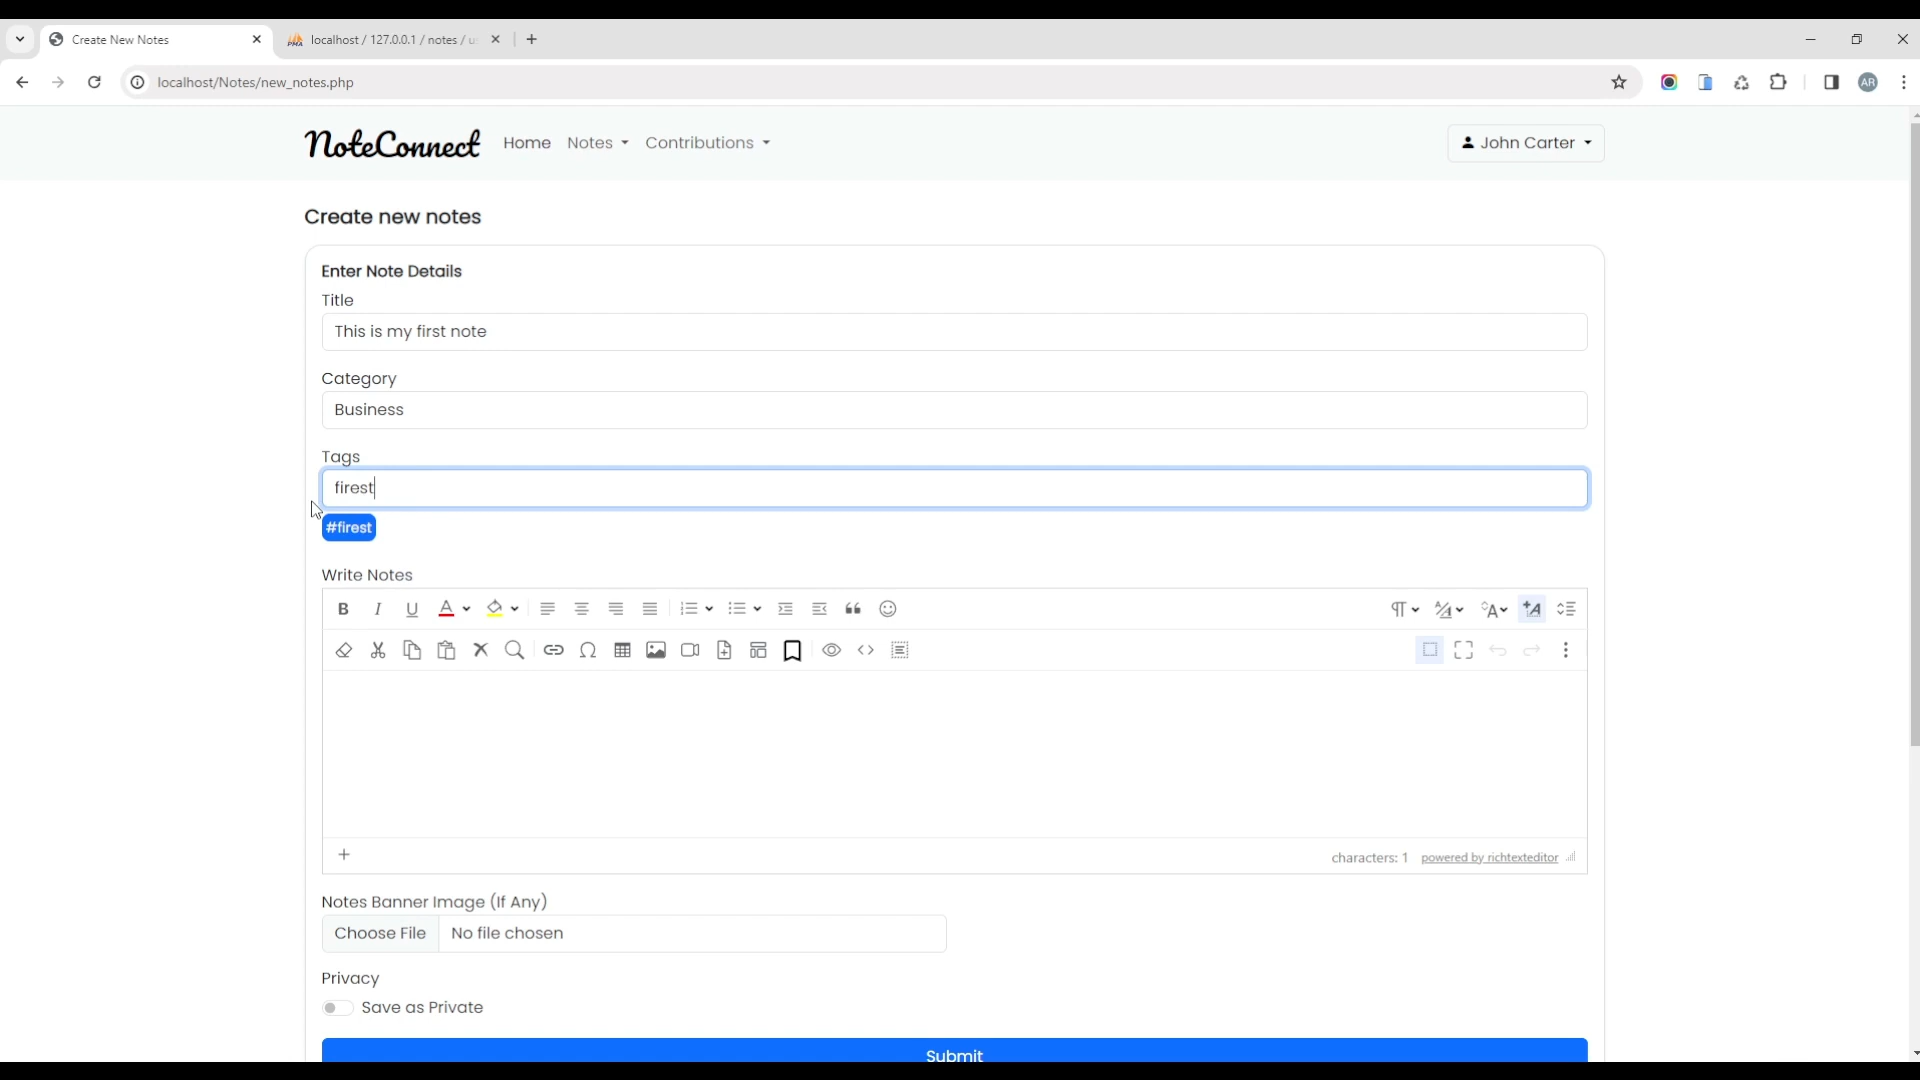 Create New Notes
localhost / 127.0.0.1 / notes / u
localhost/Notes/new_notes.php
AR
NoteConnect Home Notes Contributions John Carter
Create new notes
Enter Note Details
Title
This is my first note
Category
Business
Tags
firest
#firest
Write Notes
characters: 1 powered by richtexteditor
Notes Banner Image (If Any)
Choose File No file chosen
Privacy
Save as Private
Submit